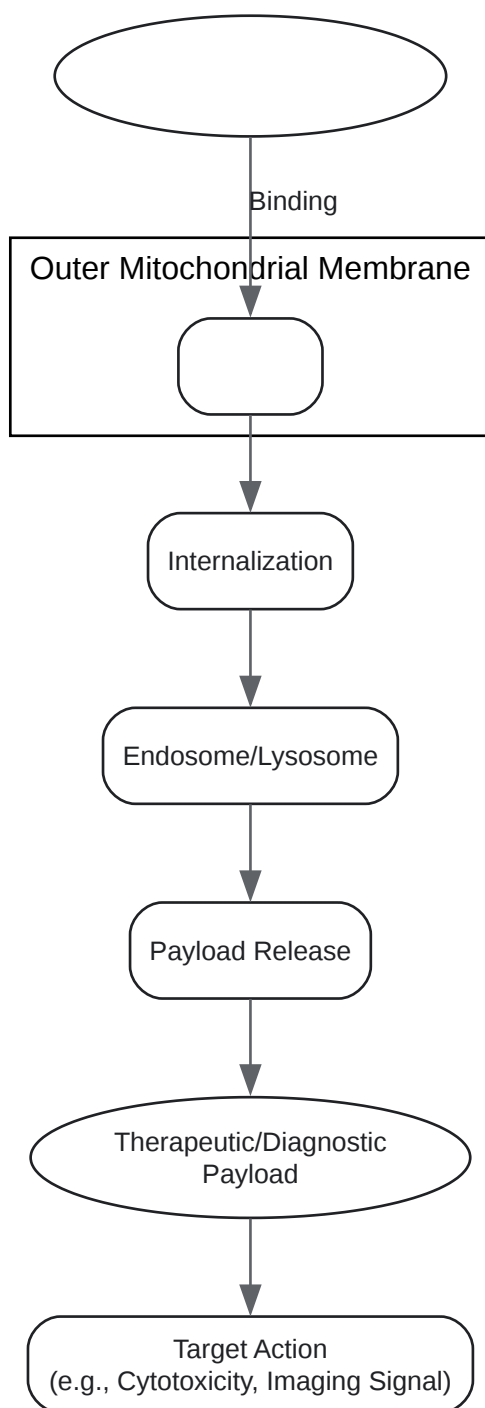 Binding
Outer Mitochondrial Membrane
Internalization
Endosome/Lysosome
Payload Release
Therapeutic/Diagnostic
Payload
Target Action
(e.g., Cytotoxicity, Imaging Signal)